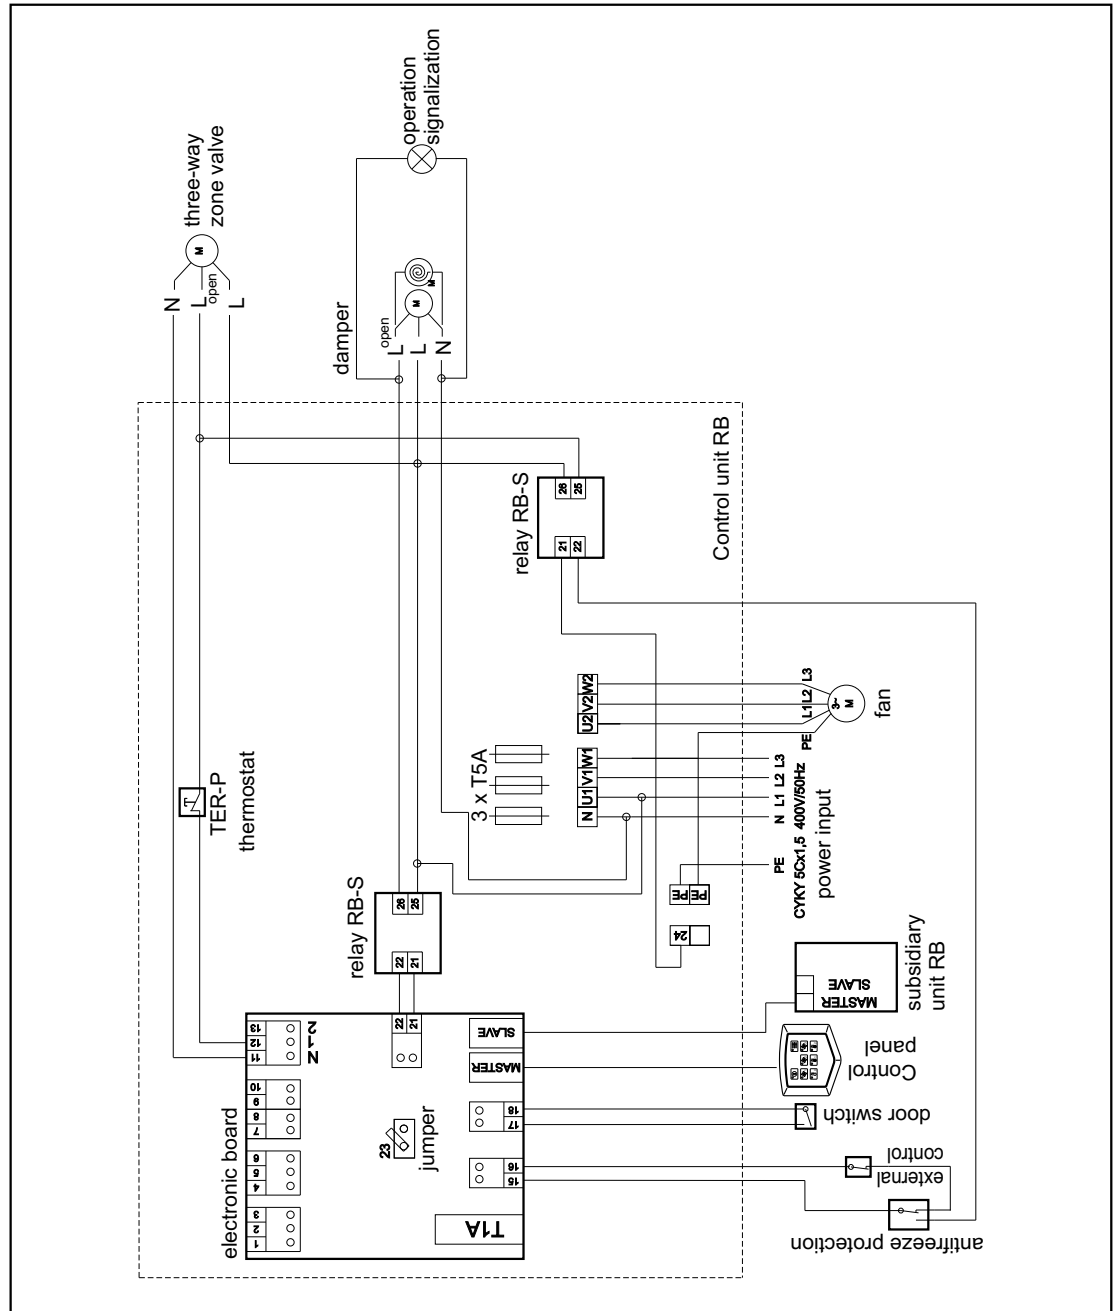 operation
signalization
three-way
zone valve
M
N
L
open
L
damper
M
M
open
L
L
N
Control unit RB
relay RB-S
26
25
21
22
TER-P
thermostat
3 x T5A
U2 V2 W2
N U1 V1 W1
L1 L2 L3
3~
M
fan
PE
N L1 L2 L3
PE
CYKY 5Cx1,5 400V/50Hz
power input
PE
PE
24
relay RB-S
26
25
22
21
electronic board
1 2 3
4 5 6
7 8 9 10
11 12 13
N 1 2
22
21
23
jumper
T1A
SLAVE
MASTER
18
17
16
15
MASTER
SLAVE
subsidiary
unit RB
Control
panel
door switch
external
control
antifreeze protection